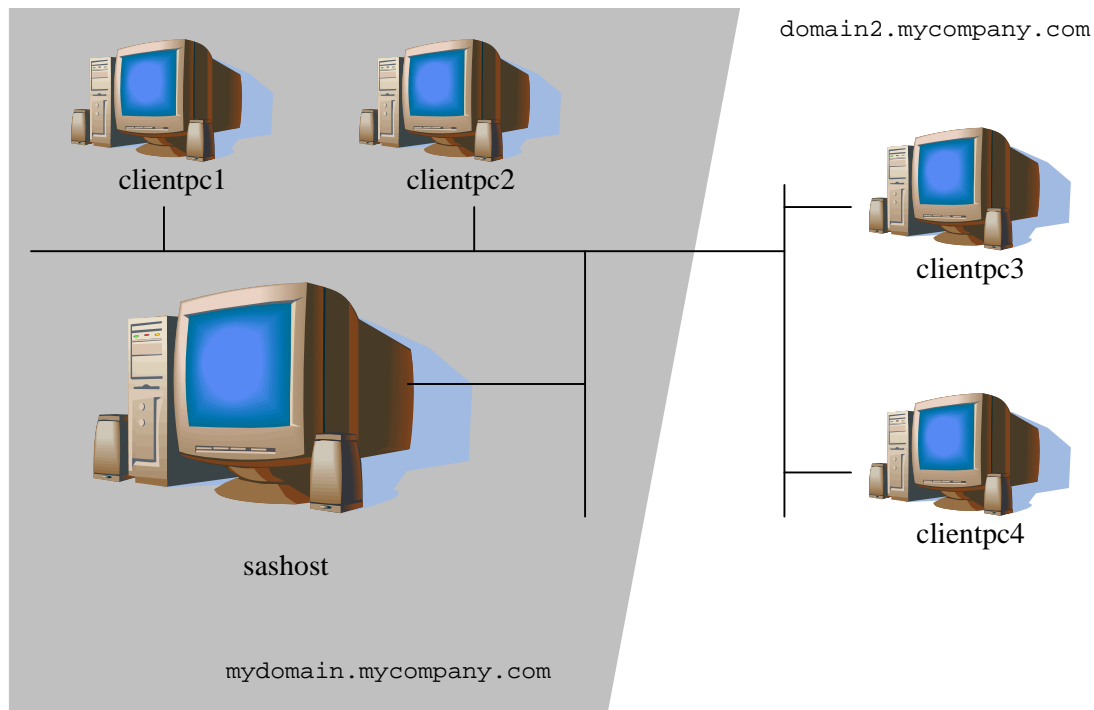 domain2.mycompany.com
clientpc1
clientpc2
clientpc3
clientpc4
sashost
mydomain.mycompany.com